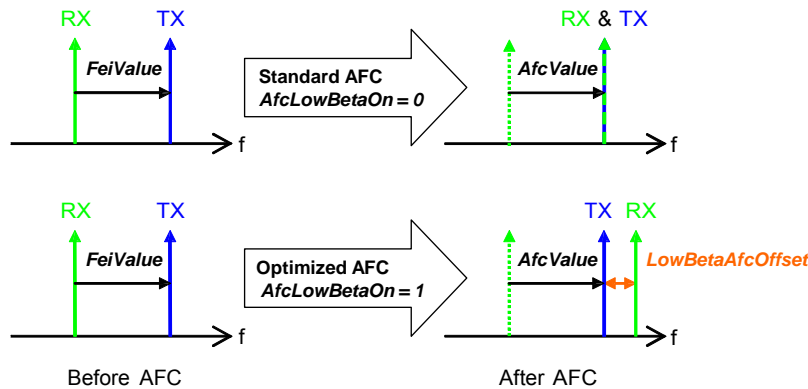 RX TX
FeiValue
f
Standard AFC
AfcLowBetaOn = 0
RX & TX
AfcValue
f
RX TX
FeiValue
f
Optimized AFC
AfcLowBetaOn = 1
TX RX
AfcValue
LowBetaAfcOffset
f
Before AFC
After AFC